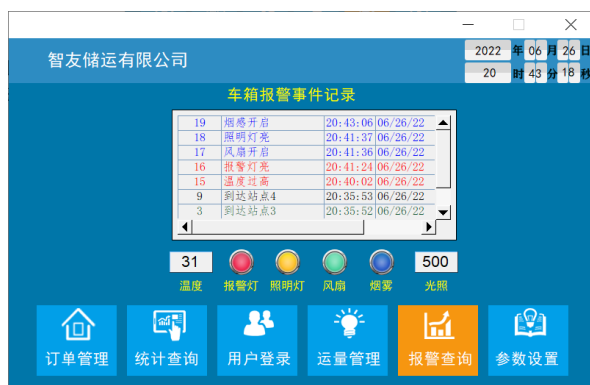 智友储运有限公司
2022 年 06 月 26 日
20 时 43 分 18 秒
车箱报警事件记录
19 烟感开启 20:43:06 06/26/22
18 照明灯亮 20:41:37 06/26/22
17 风扇开启 20:41:36 06/26/22
16 报警灯亮 20:41:24 06/26/22
15 温度过高 20:40:02 06/26/22
9 到达站点4 20:35:53 06/26/22
3 到达站点3 20:35:52 06/26/22
31 500
温度 报警灯 照明灯 风扇 烟雾 光照
订单管理 统计查询 用户登录 运量管理 报警查询 参数设置